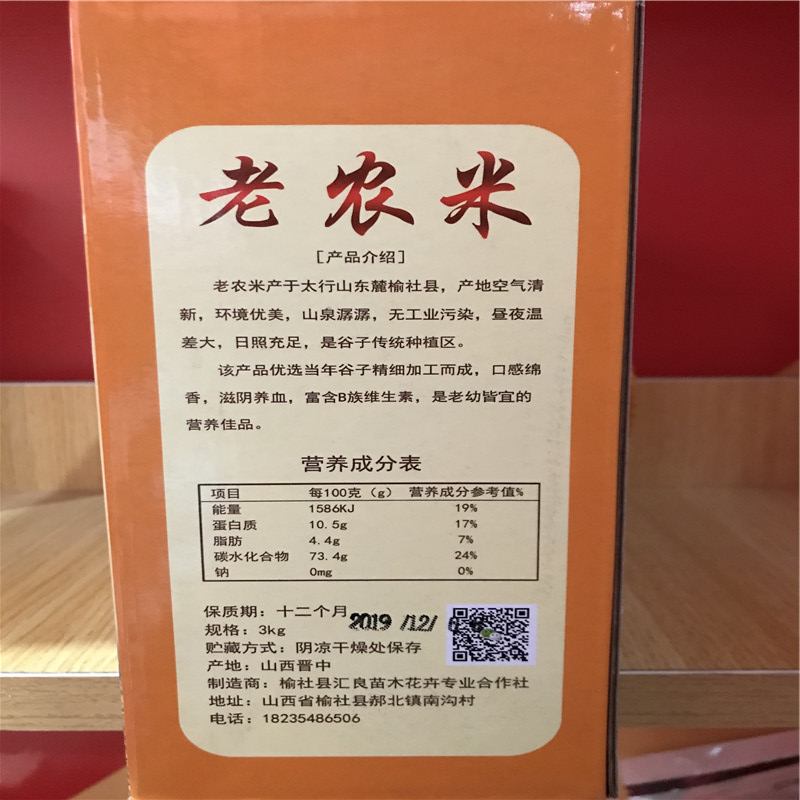 老农米
[产品介绍]
老农米产于太行山东麓榆社县，产地空气清
新，环境优美，山泉潺潺，无工业污染，昼夜温
差大，日照充足，是谷子传统种植区。
该产品优选当年谷子精细加工而成，口感绵
香，滋阴养血，富含B族维生素，是老幼皆宜的
营养佳品。
营养成分表
项目 每100克（g） 营养成分参考值%
能量 1586KJ 19%
蛋白质 10.5g 17%
脂肪 4.4g 7%
碳水化合物 73.4g 24%
钠 0mg 0%
保质期：十二个月
2019/12/
规格：3kg
贮藏方式：阴凉干燥处保存
产地：山西晋中
制造商：榆社县汇良苗木花卉专业合作社
地址：山西省榆社县郝北镇南沟村
电话：18235486506